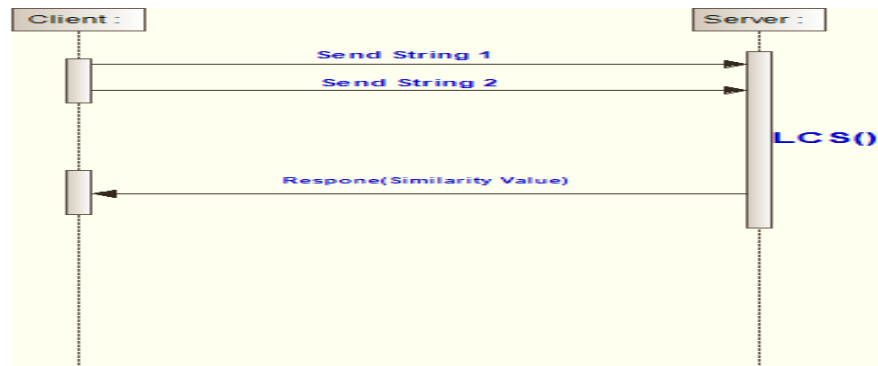 Client :
Server :
Send String 1
Send String 2
LCS()
Respone(Similarity Value)